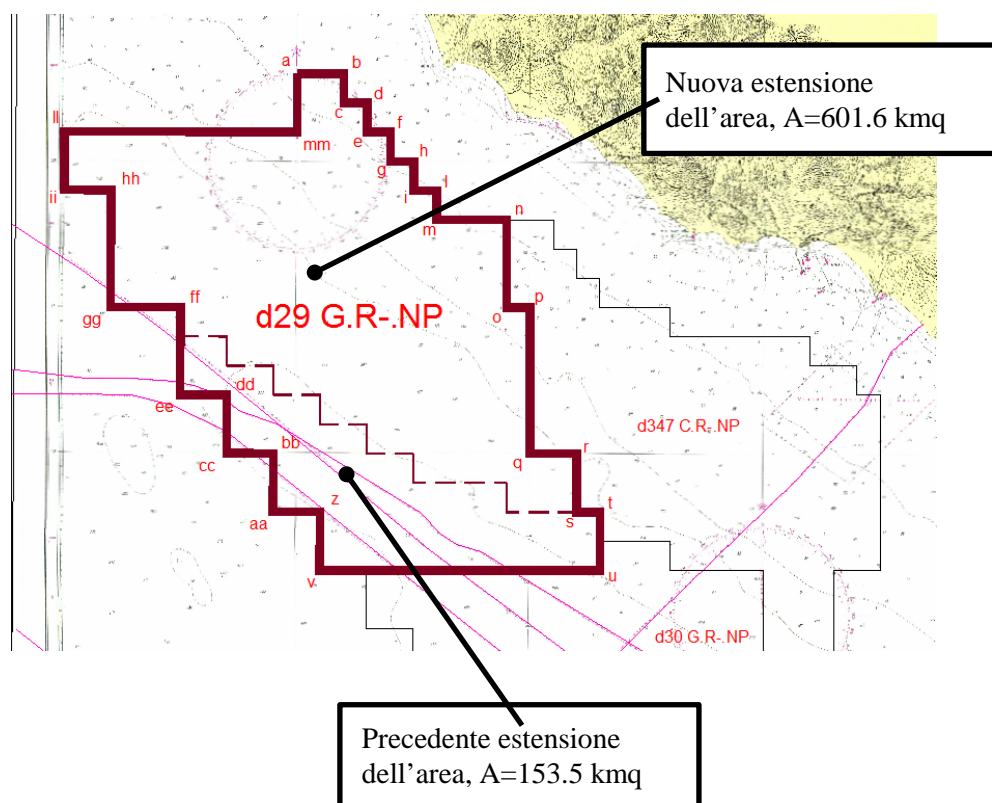 Nuova estensione
dell'area, A=601.6 kmq
a
b
c
d
e
f
ll
mm
g
h
hh
i
l
ii
m
n
ff
p
gg
o
d29 G.R-.NP
dd
ee
d347 C.R-.NP
bb
cc
q
r
z
aa
s
t
v
u
d30 G.R-.NP
Precedente estensione
dell'area, A=153.5 kmq